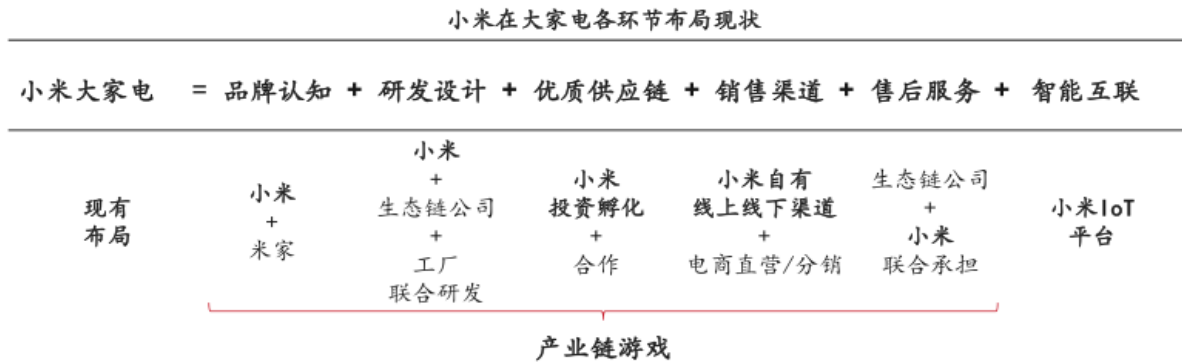 小米在大家电各环节布局现状
小米大家电 = 品牌认知 + 研发设计 + 优质供应链 + 销售渠道 + 售后服务 + 智能互联
现有
布局
小米
+
米家
小米
+
生态链公司
+
工厂
联合研发
小米
投资孵化
+
合作
小米自有
线上线下渠道
+
电商直营/分销
生态链公司
+
小米
联合承担
小米IoT
平台
产业链游戏